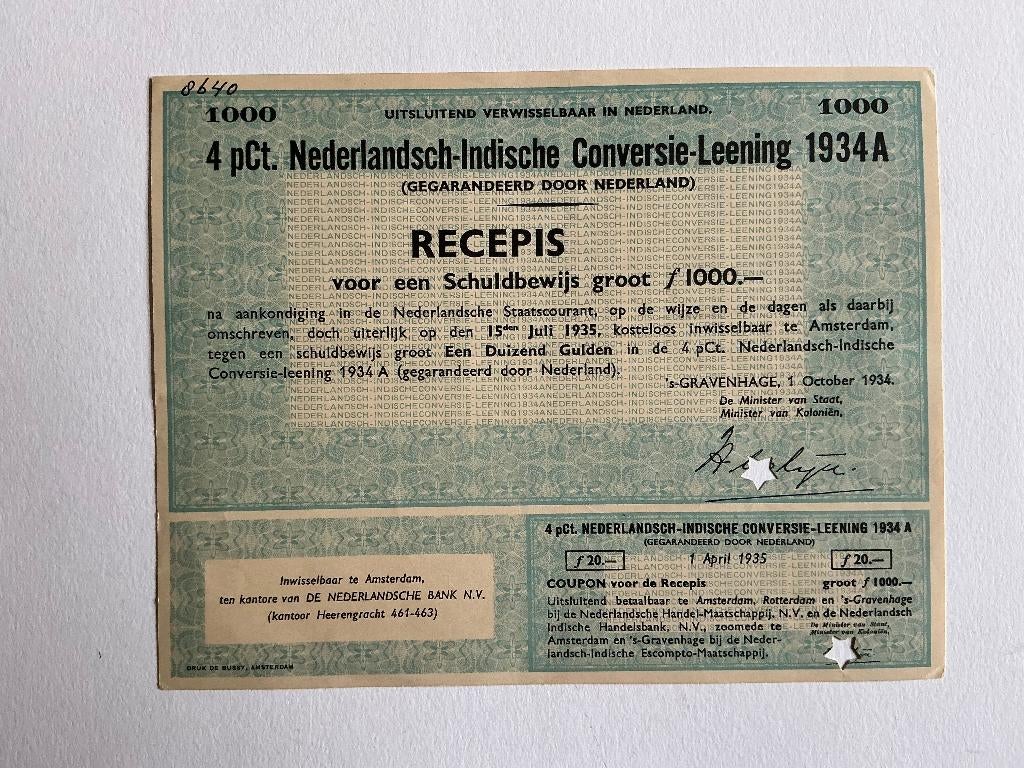 8640
1000 UITSLUITEND VERWISSELBAAR IN NEDERLAND. 1000
4 pCt. Nederlandsch-Indische Conversie-Leening 1934 A
(GEGARANDEERD DOOR NEDERLAND)
RECEPIS
voor een Schuldbewijs groot ƒ 1000.—
na aankondiging in de Nederlandsche Staatscourant, op de wijze en de dagen als daarbij
omschreven, doch uiterlijk op den 15den Juli 1935, kosteloos inwisselbaar te Amsterdam,
tegen een schuldbewijs groot Een Duizend Gulden in de 4 pCt. Nederlandsch-Indische
Conversie-leening 1934 A (gegarandeerd door Nederland).
's-GRAVENHAGE, 1 October 1934.
De Minister van Staat,
Minister van Koloniën,
Inwisselbaar te Amsterdam,
ten kantore van DE NEDERLANDSCHE BANK N.V.
(kantoor Heerengracht 461-463)
DRUK DE BUSSY, AMSTERDAM
4 pCt. NEDERLANDSCH-INDISCHE CONVERSIE-LEENING 1934 A
(GEGARANDEERD DOOR NEDERLAND)
ƒ 20.— 1 April 1935 ƒ 20.—
COUPON voor de Recepis groot ƒ 1000.—
Uitsluitend betaalbaar te Amsterdam, Rotterdam en 's-Gravenhage
bij de Nederlandsche Handel-Maatschappij, N.V. en de Nederlandsch
Indische Handelsbank, N.V., zoomede te
Amsterdam en 's-Gravenhage bij de Neder-
landsch-Indische Escompto-Maatschappij.
De Minister van Staat,
Minister van Koloniën,